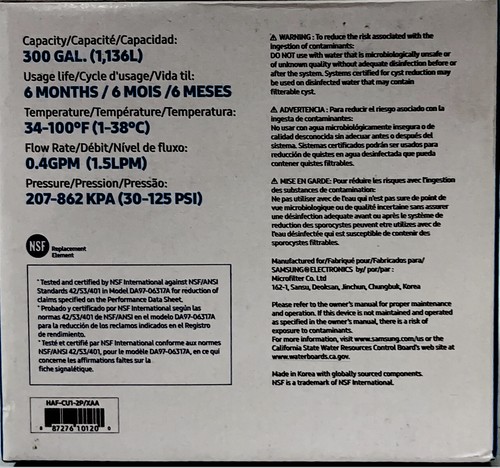 Capacity/Capacité/Capacidad:
300 GAL. (1,136L)
Usage life/Cycle d'usage/Vida til:
6 MONTHS / 6 MOIS /6 MESES
Temperature/Température/Temperatura:
34-100°F (1-38°C)
Flow Rate/Débit/Nível de fluxo:
0.4GPM (1.5LPM)
Pressure/Pression/Pressão:
207-862 KPA (30-125 PSI)
NSF Replacement
Element
*Tested and certified by NSF International against NSF/ANSI
Standards 42/53/401 in Model DA97-06317A for reduction of
claims specified on the Performance Data Sheet.
*Probado y certificado por NSF International según las
normas 42/53/401 de NSF/ANS en el modelo DA97-06317A
para la reducción de los reclamos indicados en el Registro
de rendimiento.
*Testé et certifié par NSF International conforme aux normes
NSF/ANSI 42/53/401, pour le modèle DA97-06317A, en ce qui
concerne les affirmations faites sur la
fiche signalétique.
HAF-CU1-2P/XAA
8 87276 10120 0
⚠ WARNING : To reduce the risk associated with the
ingestion of contaminants:
DO NOT use with water that is microbiologically unsafe or
of unknown quality without adequate disinfection before or
after the system. Systems certified for cyst reduction may
be used on disinfected water that may contain
filterable cyst.
⚠ ADVERTENCIA : Para reducir el riesgo asociado con la
ingesta de contaminantes:
No usar con agua microbiológicamente insegura o de
calidad desconocida sin adecuado antes o después del
sistema. Sistemas certificados podrán ser usados para
reducción de quistes en agua desinfectada que pueda
contener quistes filtrables.
⚠ MISE EN GARDE: Pour réduire les risques avec l'ingestion
des substances de contamination:
Ne pas utiliser avec de l'eau qui n'est pas sure de point de
vue microbiologique ou de qualité incertaine sans assurer
une désinfection adequate avant ou après le système de
reduction des sporocystes peuvent etre utilizes avec de
l'eau désinfectée qui est susceptible de contenir des
sporocystes filtrables.
Manufactured for/Fabriqué pour/Fabricados para/
SAMSUNG ELECTRONICS by/ por/par :
Microfilter Co. Ltd
162-1, Sansu, Deoksan, Jinchun, Chungbuk, Korea
Please refer to the owner's manual for proper maintenance
and operation. If this device is not maintained and operated
as specified in the owner's manual, there is a risk of
exposure to contaminants.
For more information, visit www.samsung.com/us or the
California State Water Resources Control Board's web site at
www.waterboards.ca.gov.
Made in Korea with globally sourced components.
NSF is a trademark of NSF International.